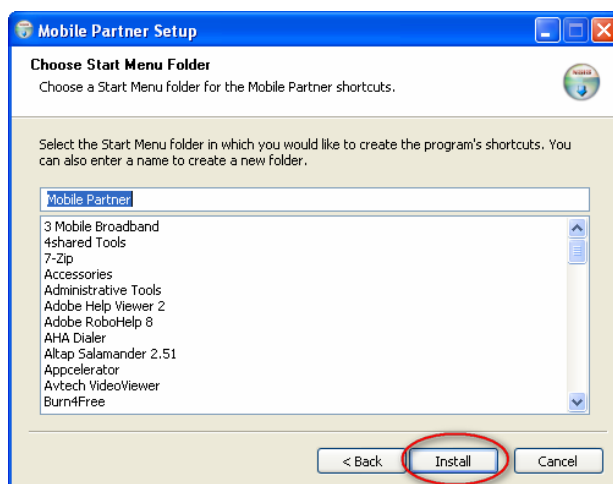 Mobile Partner Setup
Choose Start Menu Folder
Choose a Start Menu folder for the Mobile Partner shortcuts.
Select the Start Menu folder in which you would like to create the program's shortcuts. You
can also enter a name to create a new folder.
Mobile Partner
3 Mobile Broadband
4shared Tools
7-Zip
Accessories
Administrative Tools
Adobe Help Viewer 2
Adobe RoboHelp 8
AHA Dialer
Altap Salamander 2.51
Appcelerator
Avtech VideoViewer
Burn4Free
< Back
Install
Cancel